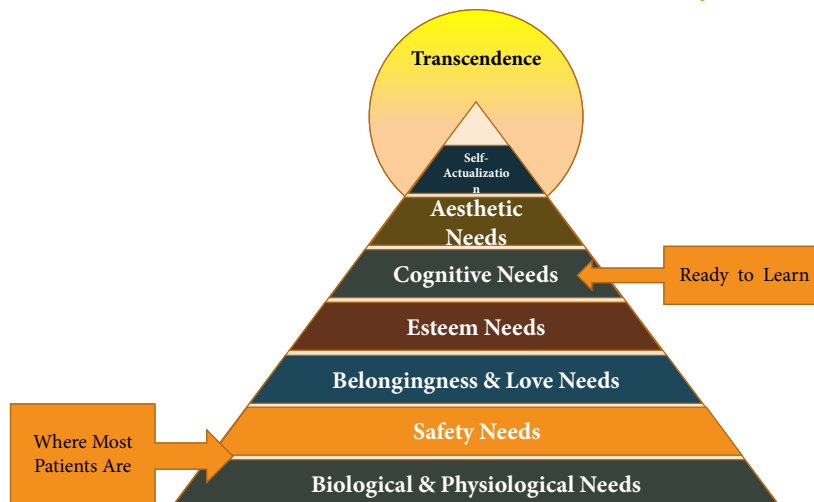 Transcendence
Self-
Actualizatio
n
Aesthetic
Needs
Cognitive Needs
Ready to Learn
Esteem Needs
Belongingness & Love Needs
Where Most
Patients Are
Safety Needs
Biological & Physiological Needs